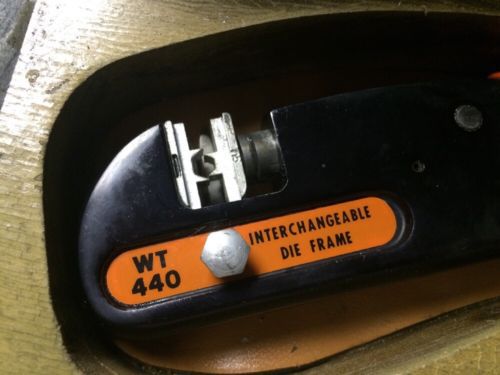 WT
440
INTERCHANGEABLE
DIE FRAME